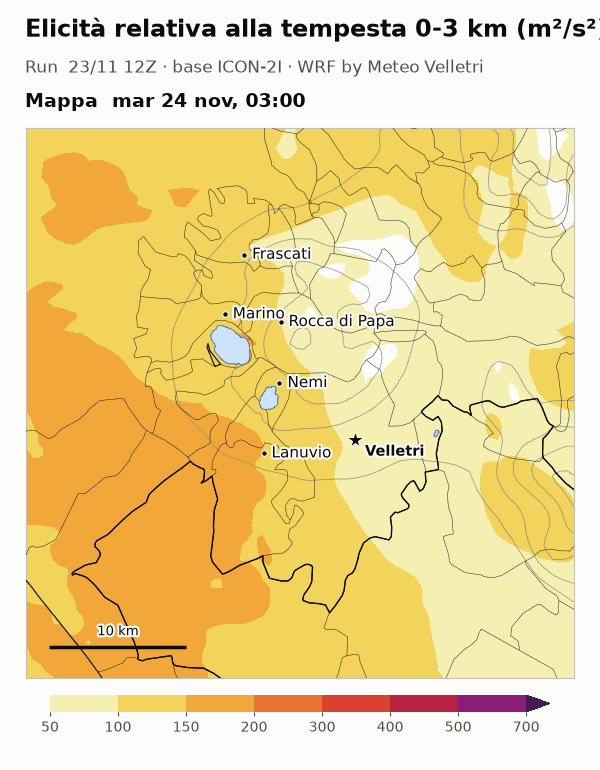 Elicità relativa alla tempesta 0-3 km (m²/s²)
Run  23/11 12Z · base ICON-2I · WRF by Meteo Velletri
Mappa  mar 24 nov, 03:00
Frascati
Marino
Rocca di Papa
Nemi
Velletri
Lanuvio
10 km
50 100 150 200 300 400 500 700